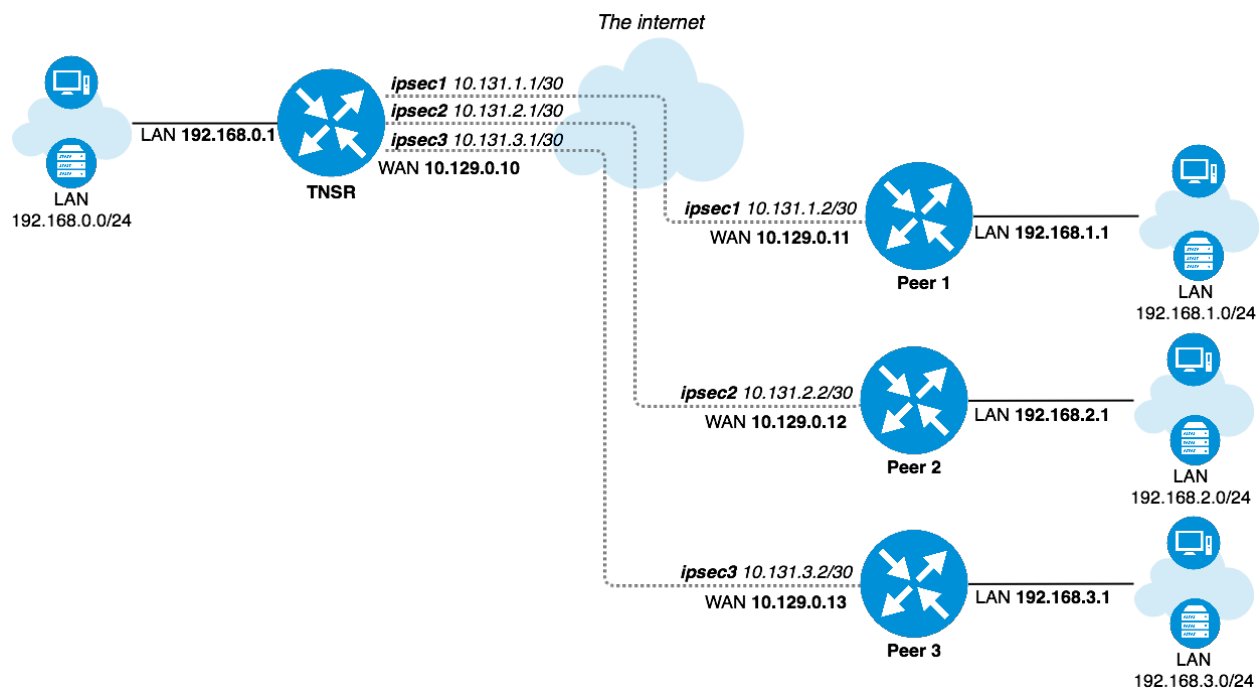 The internet
ipsec1 10.131.1.1/30
ipsec2 10.131.2.1/30
ipsec3 10.131.3.1/30
LAN 192.168.0.1
WAN 10.129.0.10
TNSR
LAN
192.168.0.0/24
ipsec1 10.131.1.2/30
WAN 10.129.0.11
LAN 192.168.1.1
Peer 1
LAN
192.168.1.0/24
ipsec2 10.131.2.2/30
WAN 10.129.0.12
LAN 192.168.2.1
Peer 2
LAN
192.168.2.0/24
ipsec3 10.131.3.2/30
WAN 10.129.0.13
LAN 192.168.3.1
Peer 3
LAN
192.168.3.0/24